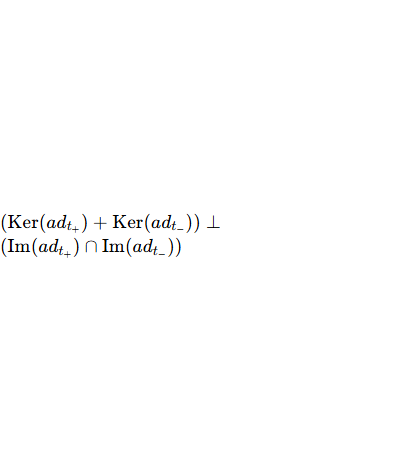 (Ker(ad_{t_+}) + Ker(ad_{t_-})) ⊥
(Im(ad_{t_+}) ∩ Im(ad_{t_-}))